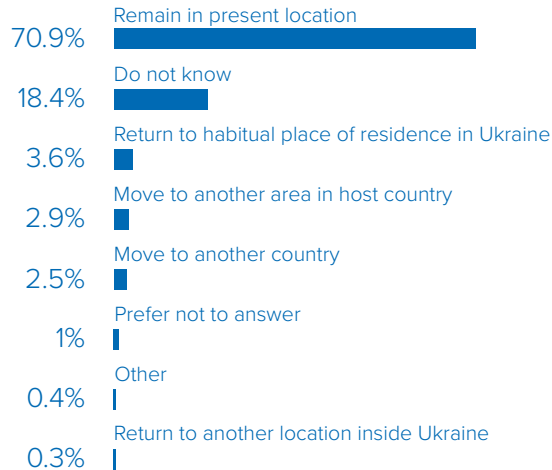 Remain in present location
70.9%
Do not know
18.4%
Return to habitual place of residence in Ukraine
3.6%
Move to another area in host country
2.9%
Move to another country
2.5%
Prefer not to answer
1%
Other
0.4%
Return to another location inside Ukraine
0.3%